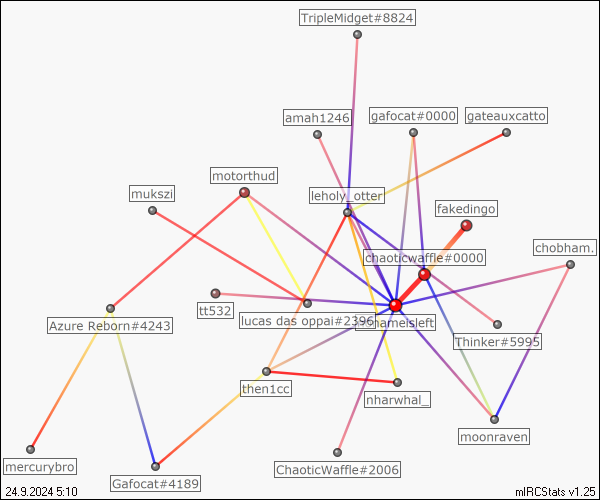 TripleMidget#8824
amah1246
gafocat#0000
gateauxcatto
motorthud
mukszi
leholy_otter
fakedingo
chaoticwaffle#0000
chobham.
tt532
lucas das oppai#2396
hameisleft
Azure Reborn#4243
Thinker#5995
then1cc
nharwhal_
moonraven
mercurybro
Gafocat#4189
ChaoticWaffle#2006
24.9.2024 5:10
mIRCStats v1.25